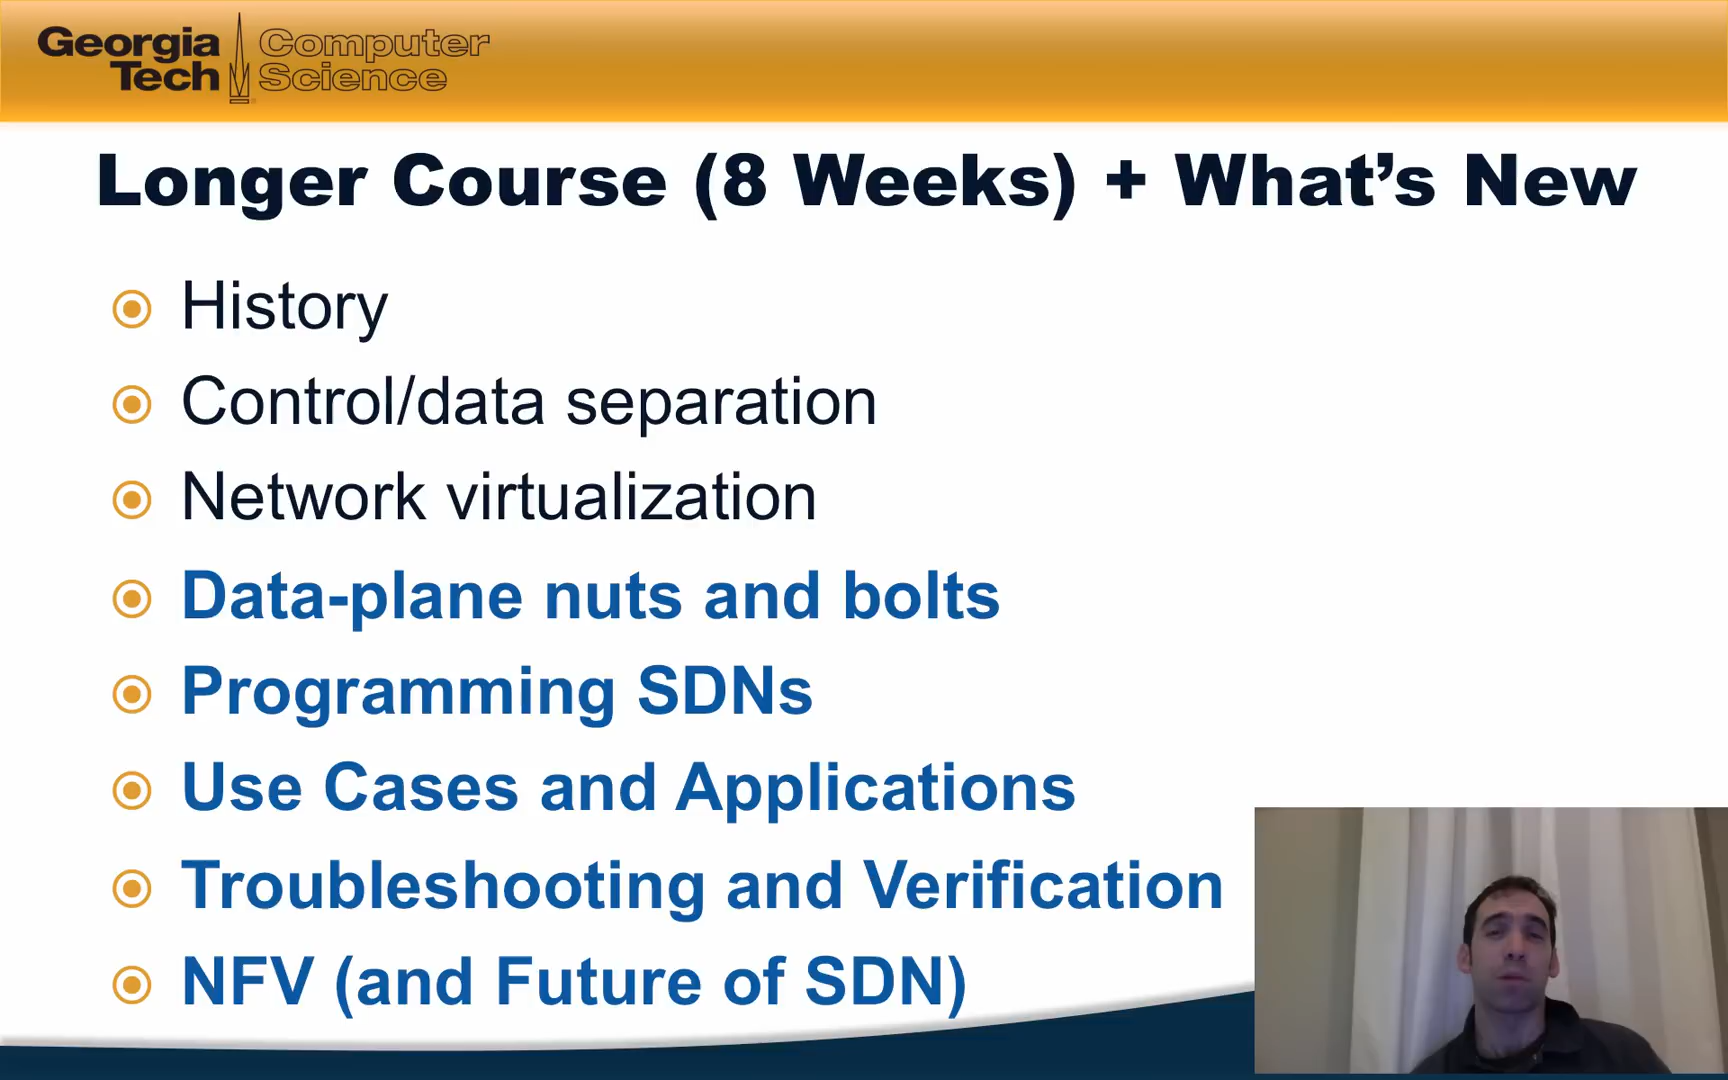 Georgia Tech
Computer Science
Longer Course (8 Weeks) + What’s New
History
Control/data separation
Network virtualization
Data-plane nuts and bolts
Programming SDNs
Use Cases and Applications
Troubleshooting and Verification
NFV (and Future of SDN)